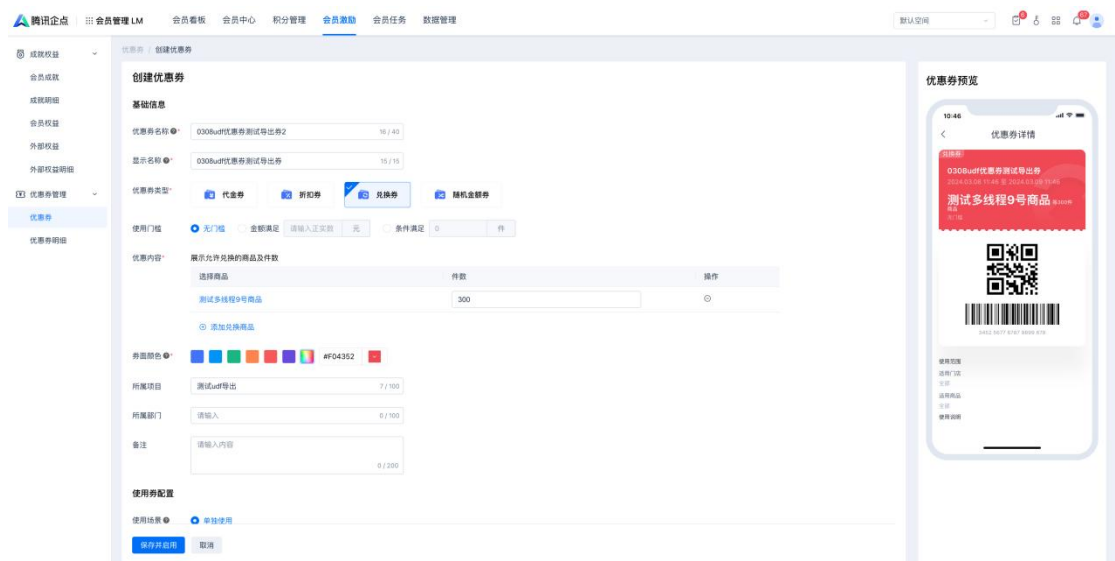 腾讯企点 会员管理 LM 会员看板 会员中心 积分管理 会员激励 会员任务 数据管理 默认空间 6 67
成就权益
会员成就
成就明细
会员权益
外部权益
外部权益明细
优惠券管理
优惠券
优惠券明细
优惠券 / 创建优惠券
创建优惠券
基础信息
优惠券名称 * 0308udf优惠券测试导出券2 16 / 40
显示名称 * 0308udf优惠券测试导出券 15 / 15
优惠券类型* 代金券 折扣券 兑换券 随机金额券
使用门槛 无门槛 金额满足 请输入正实数 元 条件满足 0 件
优惠内容* 展示允许兑换的商品及件数
选择商品 件数 操作
测试多线程9号商品 300
添加兑换商品
券面颜色 * #F04352
所属项目 测试udf导出 7 / 100
所属部门 请输入 0 / 100
备注 请输入内容
0 / 200
使用券配置
使用场景 单独使用
保存并启用 取消
优惠券预览
10:46
优惠券详情
兑换券
0308udf优惠券测试导出券
测试多线程9号商品 每300件
商品
无门槛
使用范围
适用门店
全部
适用商品
全部
使用说明